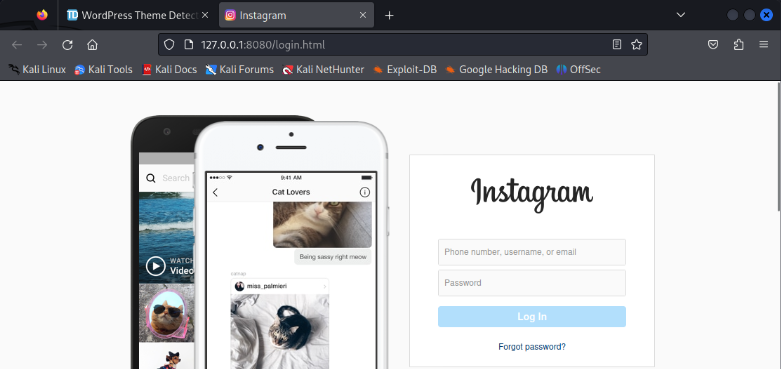 WordPress Theme Detect
Instagram
127.0.0.1:8080/login.html
Kali Linux Kali Tools Kali Docs Kali Forums Kali NetHunter Exploit-DB Google Hacking DB OffSec
9:41 AM
Search
Cat Lovers
Being sassy right meow
WATCH
Video
miss_palmieri
Instagram
Phone number, username, or email
Password
Log In
Forgot password?